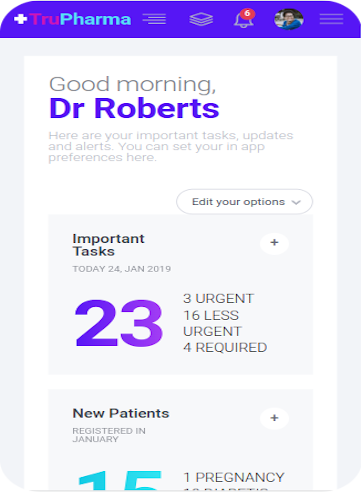 TruPharma
6
Good morning,
Dr Roberts
Here are your important tasks, updates
and alerts. You can set your in app
preferences here.
Edit your options
Important
Tasks
+
TODAY 24, JAN 2019
23
3 URGENT
16 LESS
URGENT
4 REQUIRED
New Patients
+
REGISTERED IN
JANUARY
15
1 PREGNANCY